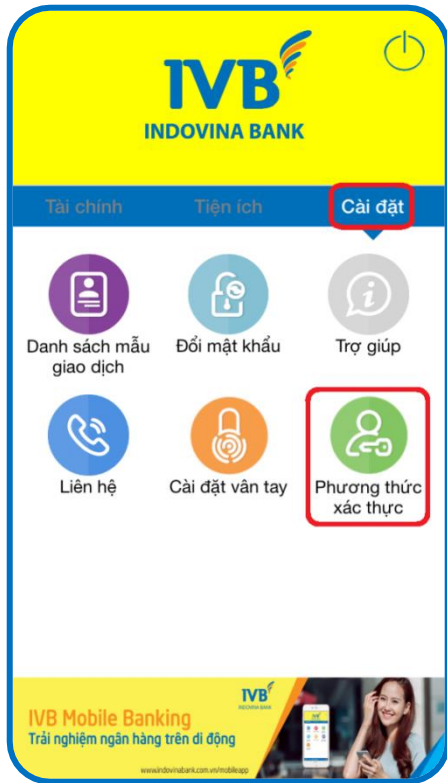 IVB
INDOVINA BANK
Tài chính
Tiện ích
Cài đặt
Danh sách mẫu
giao dịch
Đổi mật khẩu
Trợ giúp
Liên hệ
Cài đặt vân tay
Phương thức
xác thực
IVB
INDOVINA BANK
IVB Mobile Banking
Trải nghiệm ngân hàng trên di động
www.indovinabank.com.vn/mobileapp